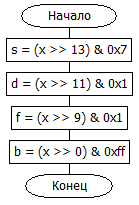 Начало
s = (x >> 13) & 0x7
d = (x >> 11) & 0x1
f = (x >> 9) & 0x1
b = (x >> 0) & 0xff
Конец